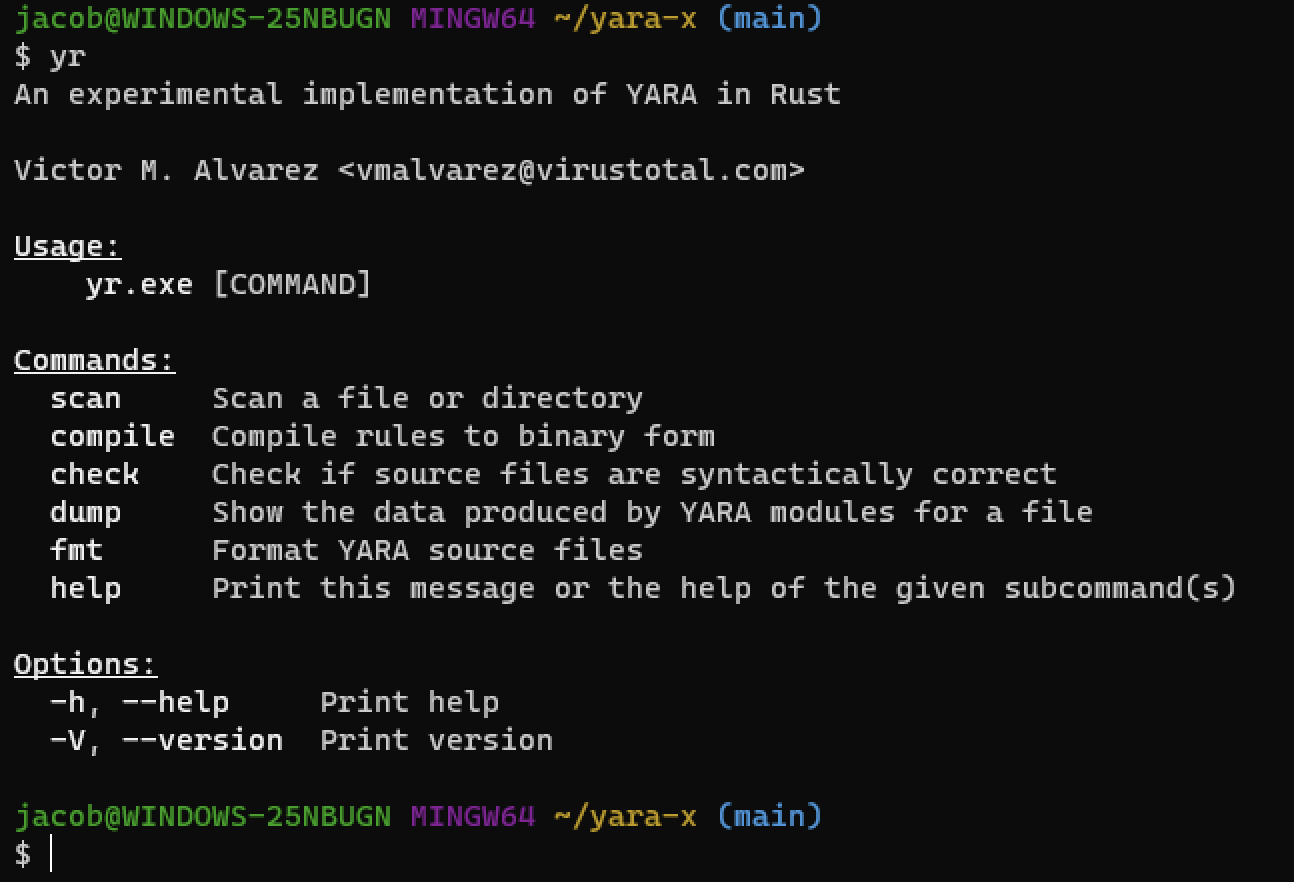 jacob@WINDOWS-25NBUGN MINGW64 ~/yara-x (main)
$ yr
An experimental implementation of YARA in Rust
Victor M. Alvarez <vmalvarez@virustotal.com>
Usage:
yr.exe [COMMAND]
Commands:
scan Scan a file or directory
compile Compile rules to binary form
check Check if source files are syntactically correct
dump Show the data produced by YARA modules for a file
fmt Format YARA source files
help Print this message or the help of the given subcommand(s)
Options:
-h, --help Print help
-V, --version Print version
jacob@WINDOWS-25NBUGN MINGW64 ~/yara-x (main)
$